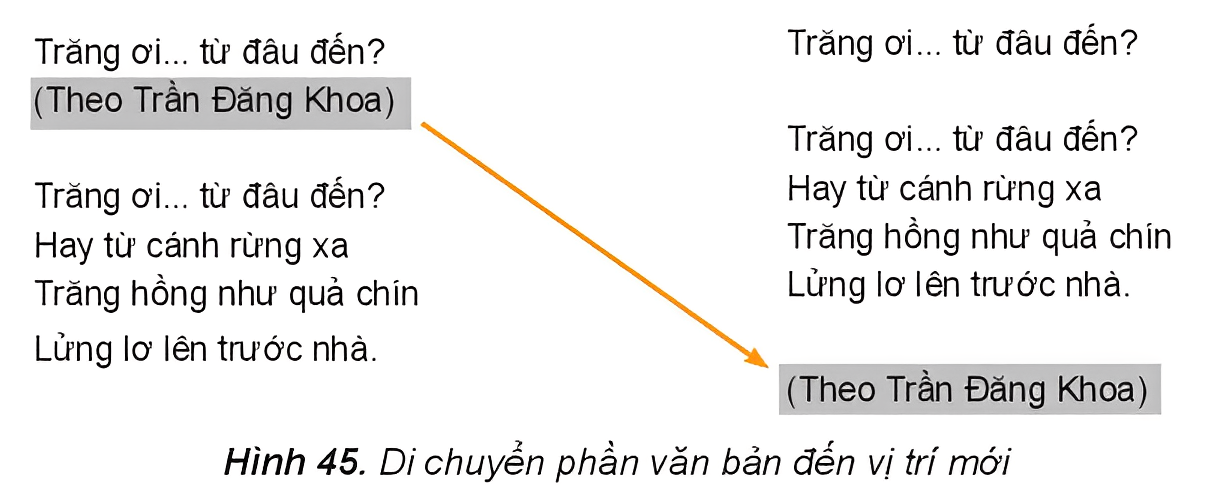 Trăng ơi... từ đâu đến?
(Theo Trần Đăng Khoa)
Trăng ơi... từ đâu đến?
Hay từ cánh rừng xa
Trăng hồng như quả chín
Lửng lơ lên trước nhà.
Trăng ơi... từ đâu đến?
Trăng ơi... từ đâu đến?
Hay từ cánh rừng xa
Trăng hồng như quả chín
Lửng lơ lên trước nhà.
(Theo Trần Đăng Khoa)
Hình 45. Di chuyển phần văn bản đến vị trí mới